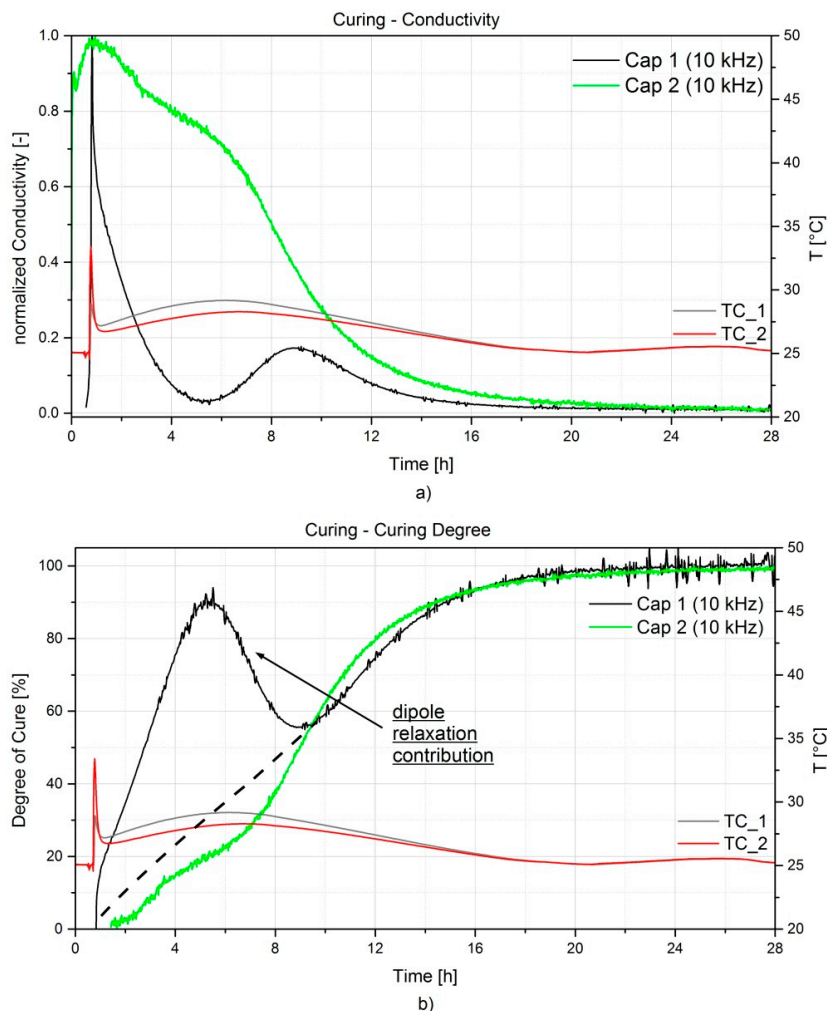 Curing - Conductivity
1.0
0.8
0.6
0.4
0.2
0.0
normalized Conductivity [-]
Cap 1 (10 kHz)
Cap 2 (10 kHz)
TC_1
TC_2
50
45
40
35
30
25
20
T [°C]
0 4 8 12 16 20 24 28
Time [h]
a)
Curing - Curing Degree
100
80
60
40
20
0
Degree of Cure [%]
Cap 1 (10 kHz)
Cap 2 (10 kHz)
dipole
relaxation
contribution
TC_1
TC_2
50
45
40
35
30
25
20
T [°C]
0 4 8 12 16 20 24 28
Time [h]
b)